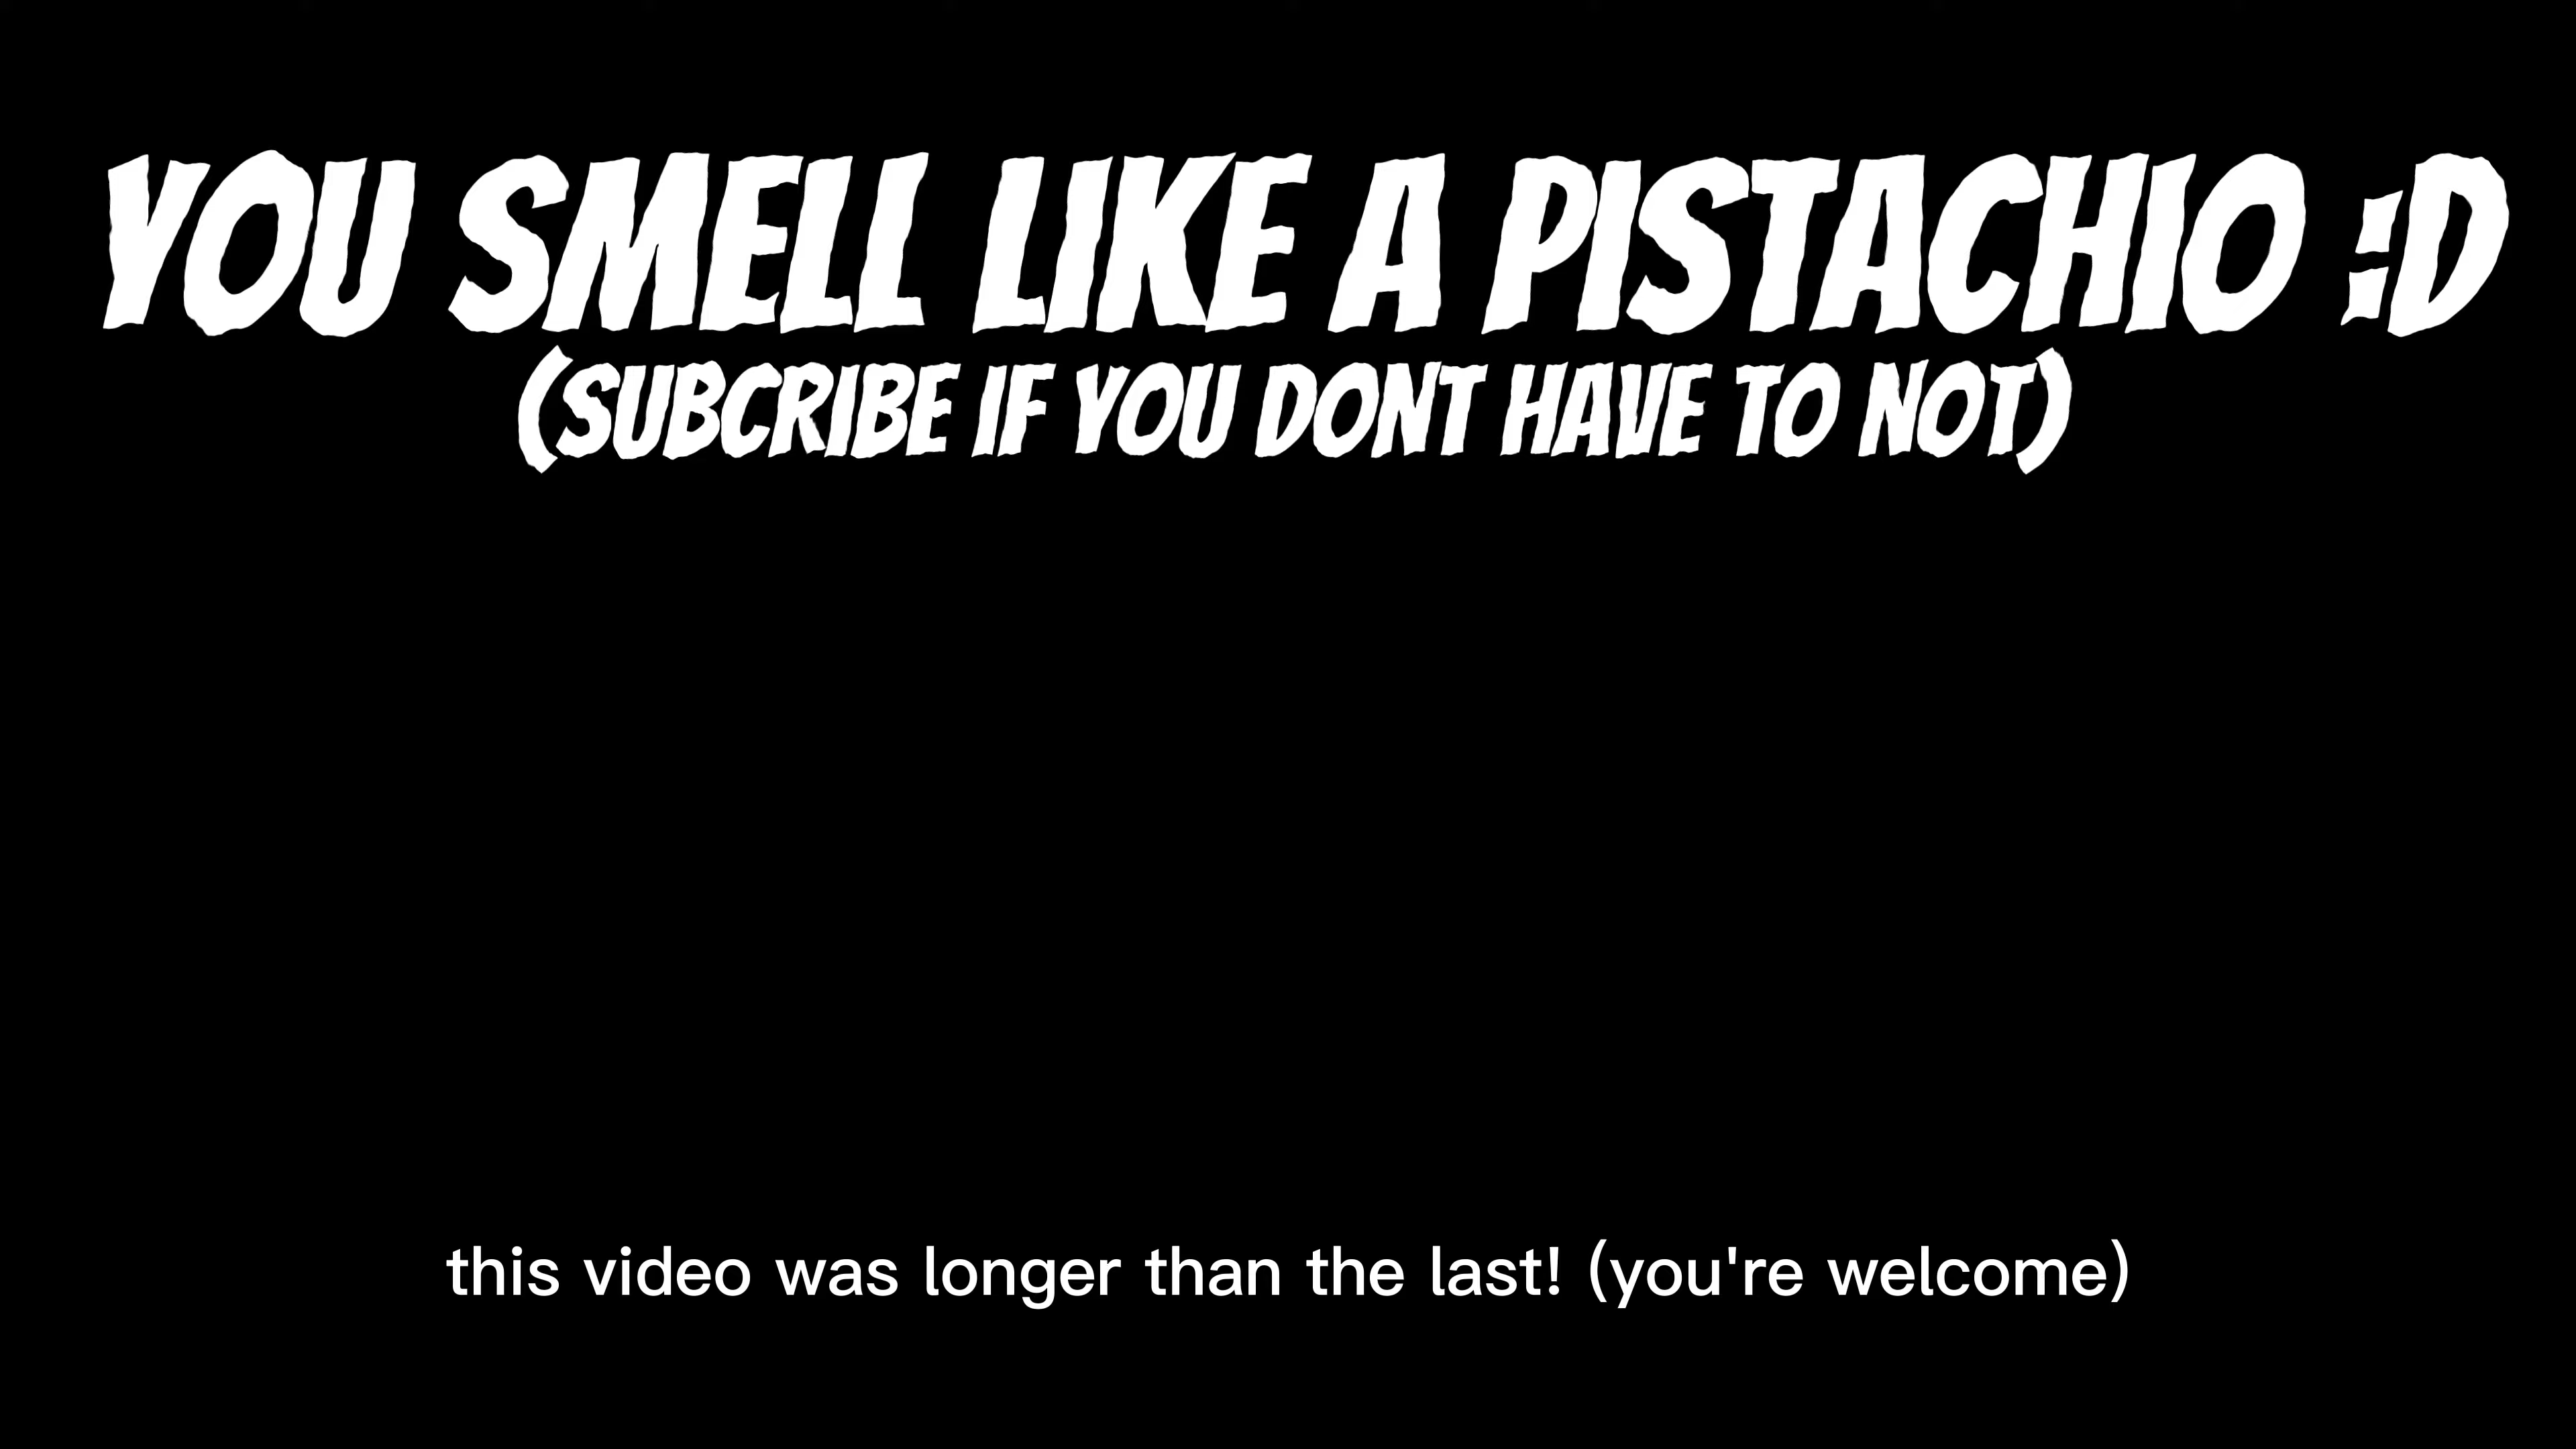 YOU SMELL LIKE A PISTACHIO :D
(SUBCRIBE IF YOU DONT HAVE TO NOT)
this video was longer than the last! (you're welcome)